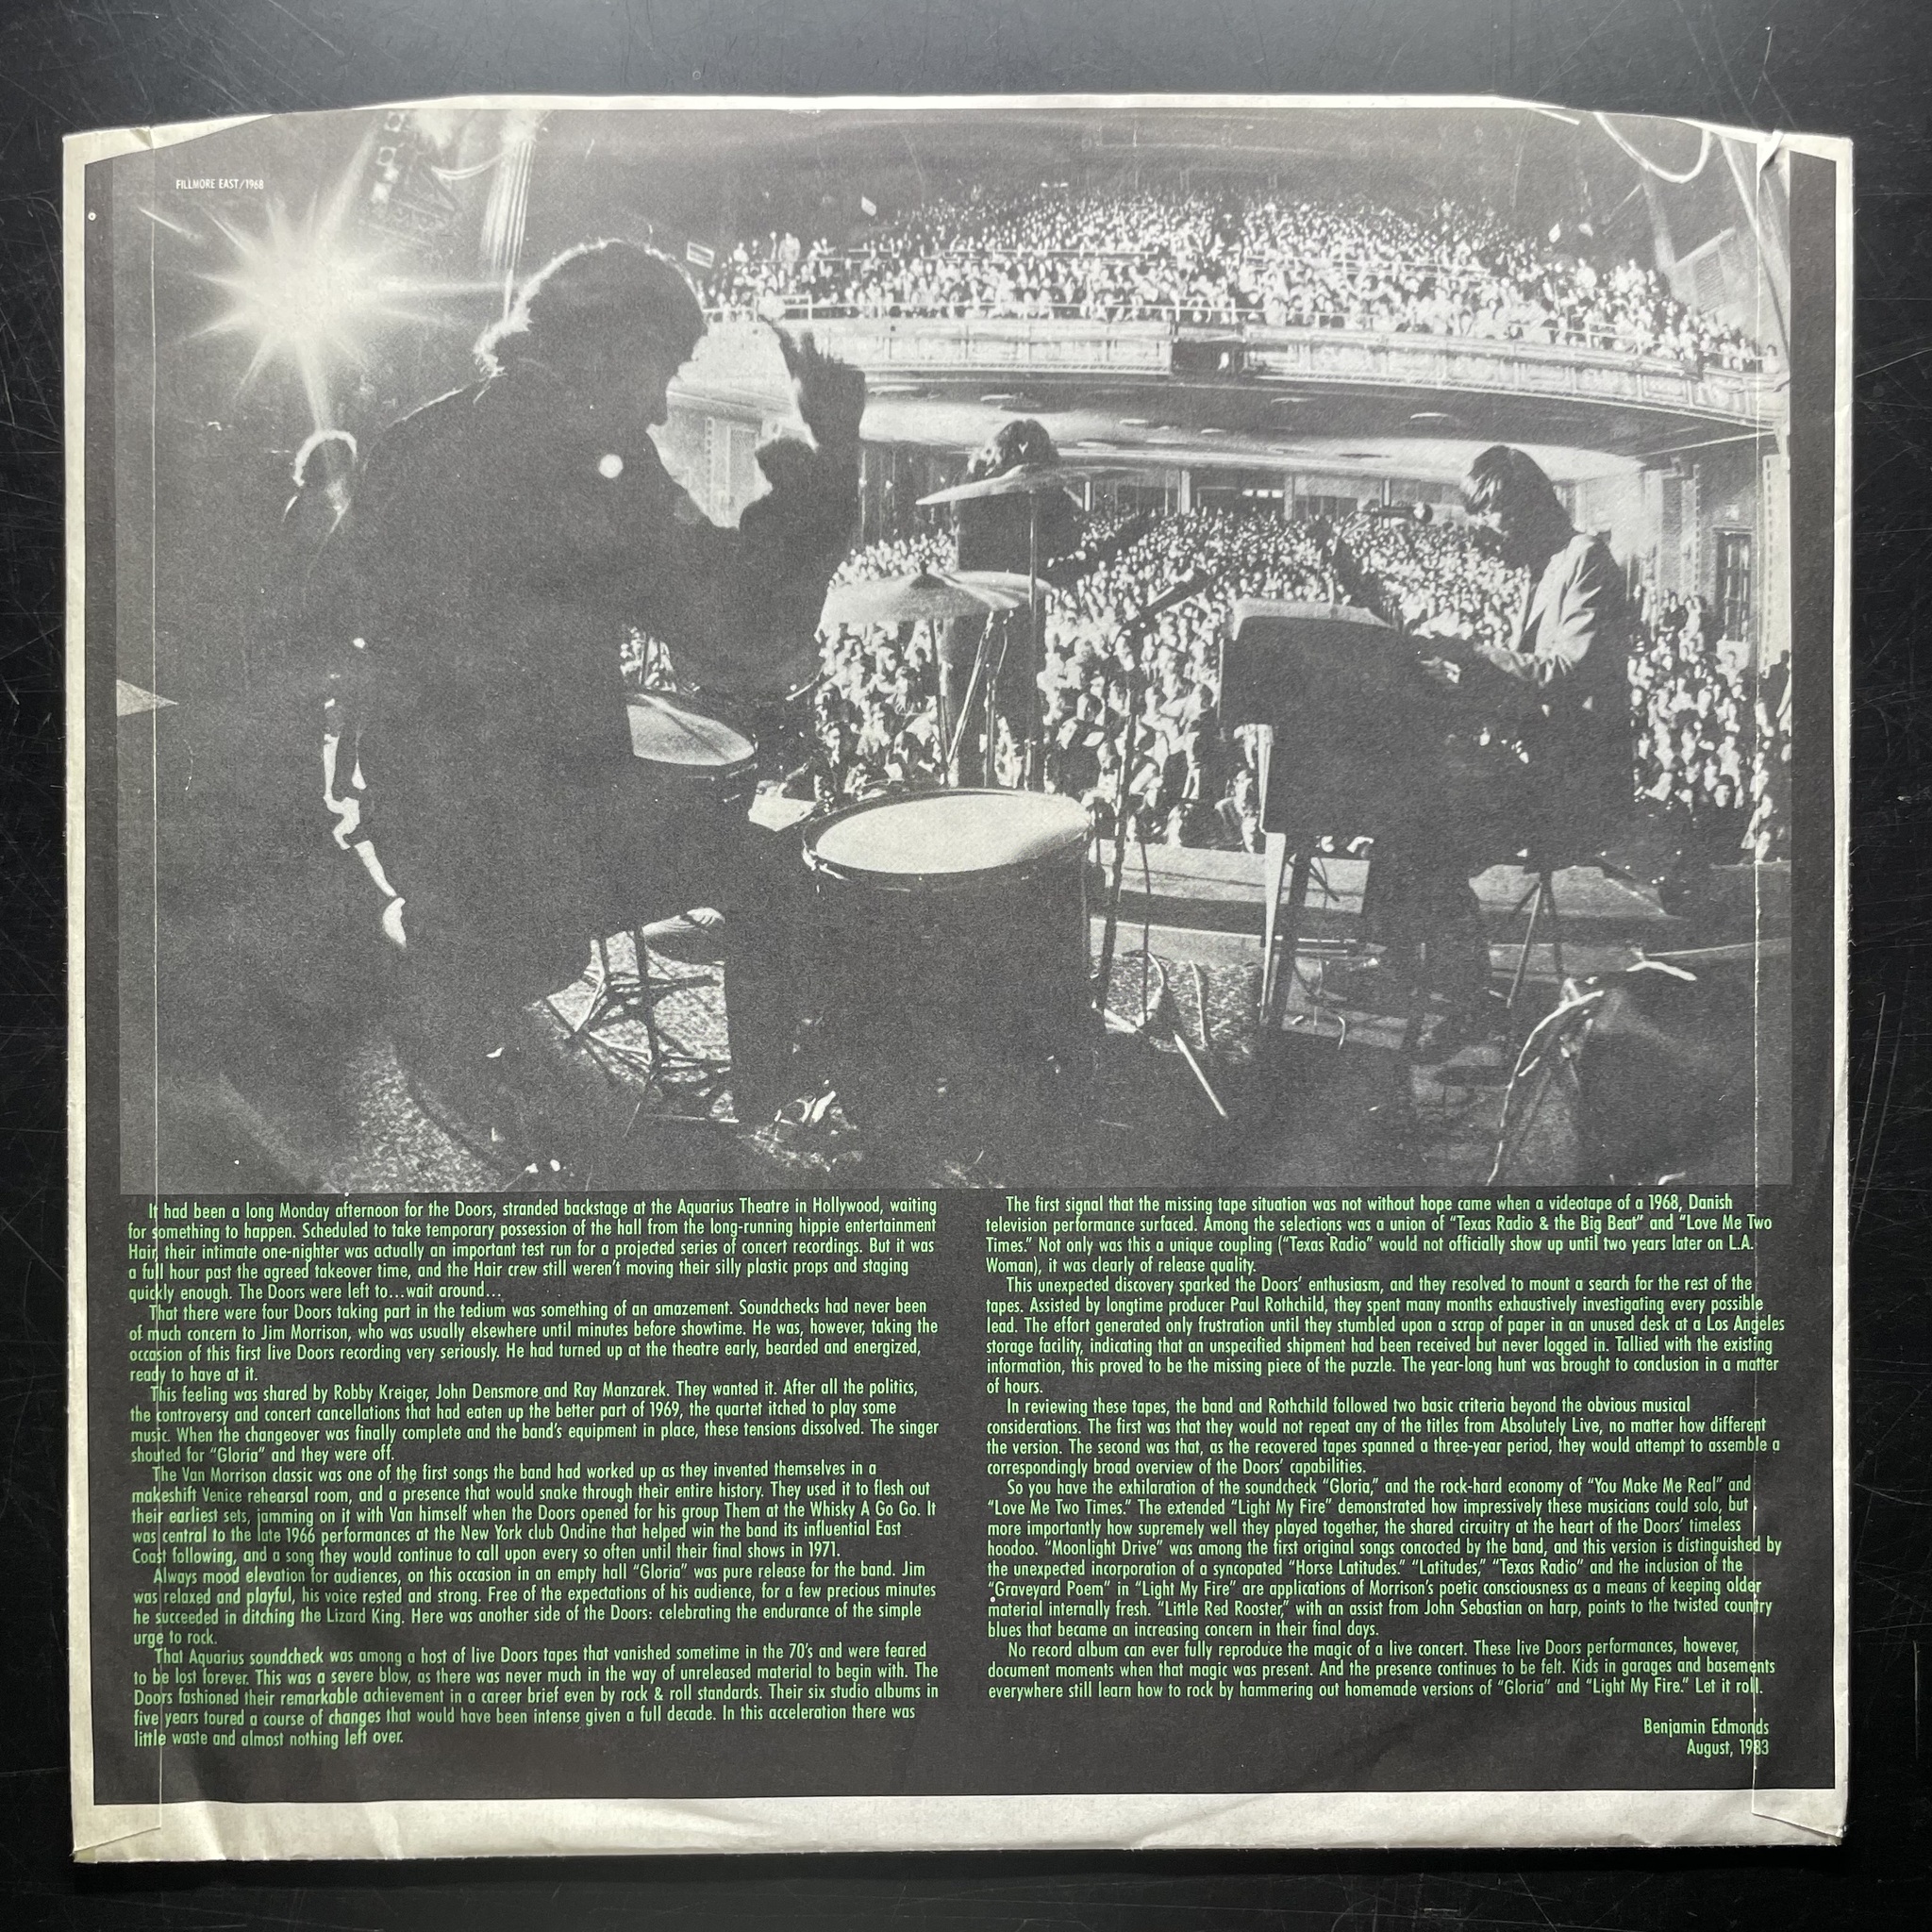 FILLMORE EAST/1968
It had been a long Monday afternoon for the Doors, stranded backstage at the Aquarius Theatre in Hollywood, waiting
for something to happen. Scheduled to take temporary possession of the hall from the long-running hippie entertainment
Hair, their intimate one-nighter was actually an important test run for a projected series of concert recordings. But it was
a full hour past the agreed takeover time, and the Hair crew still weren't moving their silly plastic props and staging
quickly enough. The Doors were left to...wait around...
That there were four Doors taking part in the tedium was something of an amazement. Soundchecks had never been
of much concern to Jim Morrison, who was usually elsewhere until minutes before showtime. He was, however, taking the
occasion of this first live Doors recording very seriously. He had turned up at the theatre early, bearded and energized,
ready to have at it.
This feeling was shared by Robby Kreiger, John Densmore and Ray Manzarek. They wanted it. After all the politics,
the controversy and concert cancellations that had eaten up the better part of 1969, the quartet itched to play some
music. When the changeover was finally complete and the band's equipment in place, these tensions dissolved. The singer
shouted for “Gloria” and they were off.
The Van Morrison classic was one of the first songs the band had worked up as they invented themselves in a
makeshift Venice rehearsal room, and a presence that would snake through their entire history. They used it to flesh out
their earliest sets, jamming on it with Van himself when the Doors opened for his group Them at the Whisky A Go Go. It
was central to the late 1966 performances at the New York club Ondine that helped win the band its influential East
Coast following, and a song they would continue to call upon every so often until their final shows in 1971.
Always mood elevation for audiences, on this occasion in an empty hall “Gloria” was pure release for the band. Jim
was relaxed and playful, his voice rested and strong. Free of the expectations of his audience, for a few precious minutes
he succeeded in ditching the Lizard King. Here was another side of the Doors: celebrating the endurance of the simple
urge to rock.
That Aquarius soundcheck was among a host of live Doors tapes that vanished sometime in the 70's and were feared
to be lost forever. This was a severe blow, as there was never much in the way of unreleased material to begin with. The
Doors fashioned their remarkable achievement in a career brief even by rock & roll standards. Their six studio albums in
five years toured a course of changes that would have been intense given a full decade. In this acceleration there was
little waste and almost nothing left over.
The first signal that the missing tape situation was not without hope came when a videotape of a 1968, Danish
television performance surfaced. Among the selections was a union of “Texas Radio & the Big Beat” and “Love Me Two
Times.” Not only was this a unique coupling (“Texas Radio” would not officially show up until two years later on L.A.
Woman), it was clearly of release quality.
This unexpected discovery sparked the Doors' enthusiasm, and they resolved to mount a search for the rest of the
tapes. Assisted by longtime producer Paul Rothchild, they spent many months exhaustively investigating every possible
lead. The effort generated only frustration until they stumbled upon a scrap of paper in an unused desk at a Los Angeles
storage facility, indicating that an unspecified shipment had been received but never logged in. Tallied with the existing
information, this proved to be the missing piece of the puzzle. The year-long hunt was brought to conclusion in a matter
of hours.
In reviewing these tapes, the band and Rothchild followed two basic criteria beyond the obvious musical
considerations. The first was that they would not repeat any of the titles from Absolutely Live, no matter how different
the version. The second was that, as the recovered tapes spanned a three-year period, they would attempt to assemble a
correspondingly broad overview of the Doors' capabilities.
So you have the exhilaration of the soundcheck “Gloria,” and the rock-hard economy of “You Make Me Real” and
“Love Me Two Times.” The extended “Light My Fire” demonstrated how impressively these musicians could solo, but
more importantly how supremely well they played together, the shared circuitry at the heart of the Doors' timeless
hoodoo. “Moonlight Drive” was among the first original songs concocted by the band, and this version is distinguished by
the unexpected incorporation of a syncopated “Horse Latitudes.” “Latitudes,” “Texas Radio” and the inclusion of the
“Graveyard Poem” in “Light My Fire” are applications of Morrison's poetic consciousness as a means of keeping older
material internally fresh. “Little Red Rooster,” with an assist from John Sebastian on harp, points to the twisted country
blues that became an increasing concern in their final days.
No record album can ever fully reproduce the magic of a live concert. These live Doors performances, however,
document moments when that magic was present. And the presence continues to be felt. Kids in garages and basements
everywhere still learn how to rock by hammering out homemade versions of “Gloria” and “Light My Fire.” Let it roll.
Benjamin Edmonds
August, 1983